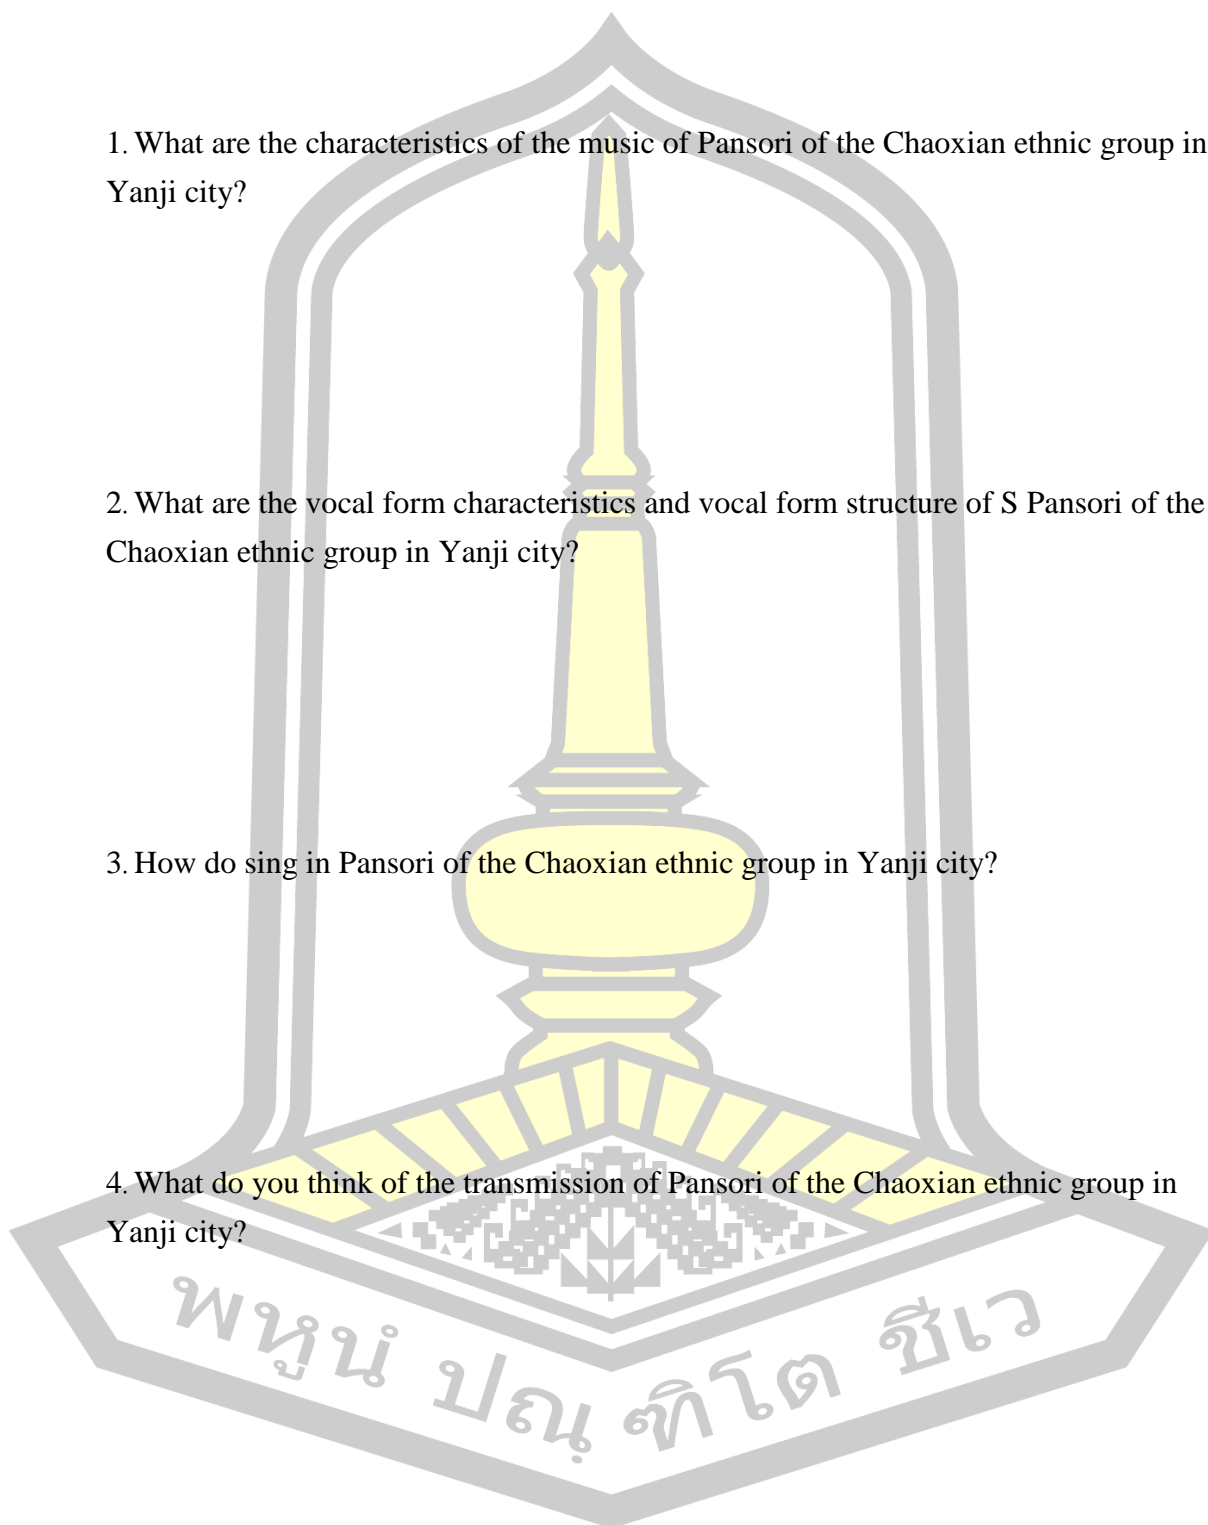 1. What are the characteristics of the music of Pansori of the Chaoxian ethnic group in
Yanji city?
2. What are the vocal form characteristics and vocal form structure of S Pansori of the
Chaoxian ethnic group in Yanji city?
3. How do sing in Pansori of the Chaoxian ethnic group in Yanji city?
4. What do you think of the transmission of Pansori of the Chaoxian ethnic group in
Yanji city?
พหูนํ ปณฺฑิโต ชีเว